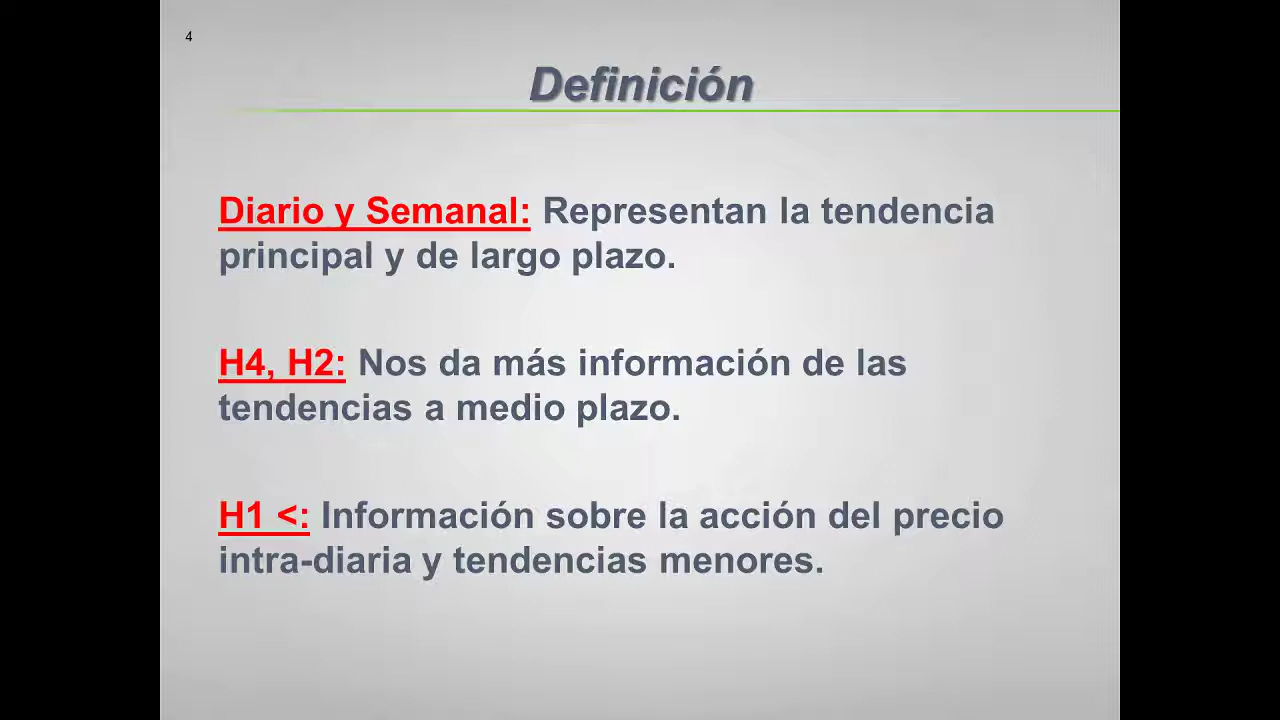 4
Definición
Diario y Semanal: Representan la tendencia
principal y de largo plazo.
H4, H2: Nos da más información de las
tendencias a medio plazo.
H1 <: Información sobre la acción del precio
intra-diaria y tendencias menores.